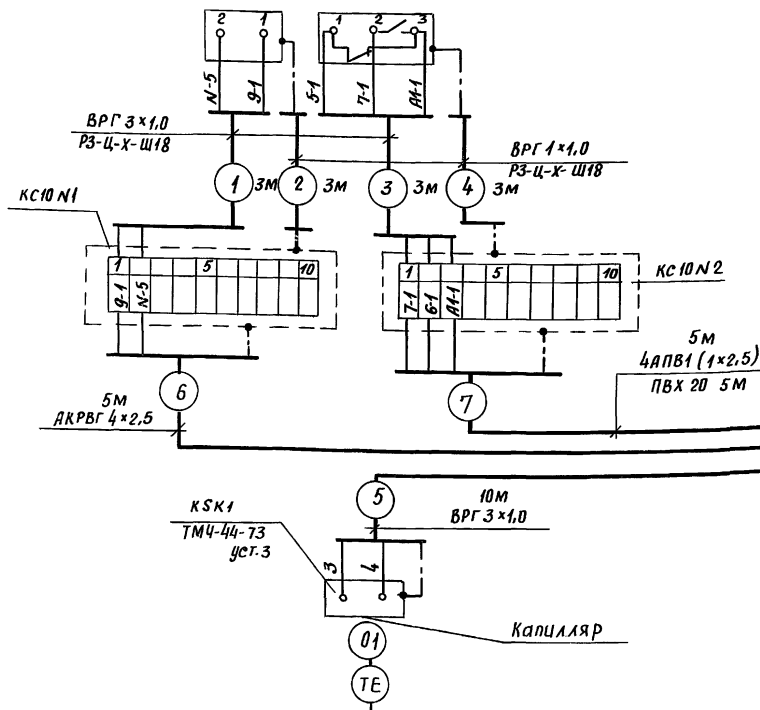 2 1
1 2 3
N-5 9-1
5-1 7-1 А1-1
ВРГ 3×1,0
РЗ-Ц-Х-Ш18
ВРГ 1×1,0
РЗ-Ц-Х-Ш18
1 3м
2 3м
3 3м
4 3м
КС10 N1
1 5 10
9-1 N-5
КС10 N2
1 5 10
7-1 6-1 А1-1
6
5м
АКРВГ 4×2,5
7
5м
4АПВ1 (1×2,5)
ПВХ 20 5м
5
10м
ВРГ 3×1,0
KSK1
ТМЧ-44-73
уст.3
3 4
Капилляр
01
TE